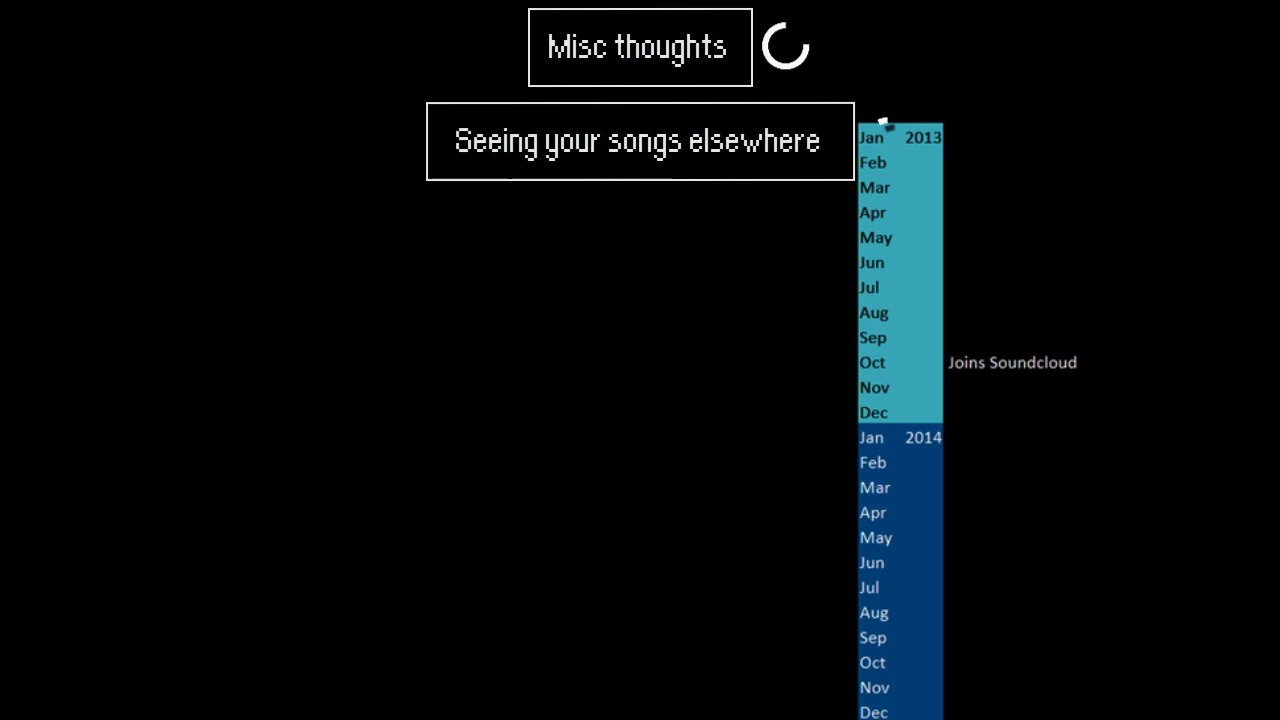 Misc thoughts
Seeing your songs elsewhere
Jan 2013
Feb
Mar
Apr
May
Jun
Jul
Aug
Sep
Oct Joins Soundcloud
Nov
Dec
Jan 2014
Feb
Mar
Apr
May
Jun
Jul
Aug
Sep
Oct
Nov
Dec